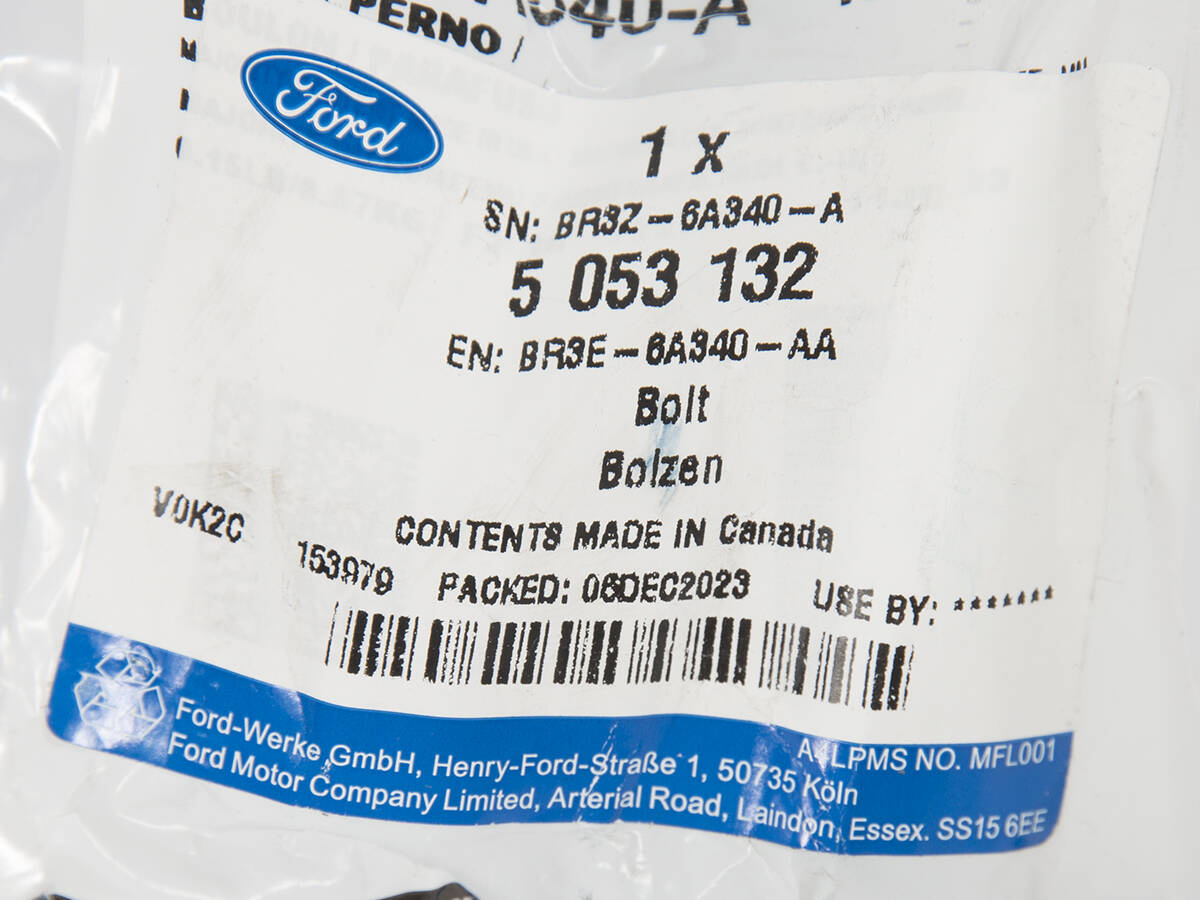 PERNO /
Ford
1 X
SN: BR3Z-6A340-A
5 053 132
EN: BR3E-6A340-AA
Bolt
Bolzen
CONTENTS MADE IN Canada
V0K2C 153979 PACKED: 06DEC2023 USE BY: *******
A4LPMS NO. MFL001
Ford-Werke GmbH, Henry-Ford-Straße 1, 50735 Köln
Ford Motor Company Limited, Arterial Road, Laindon, Essex. SS15 6EE